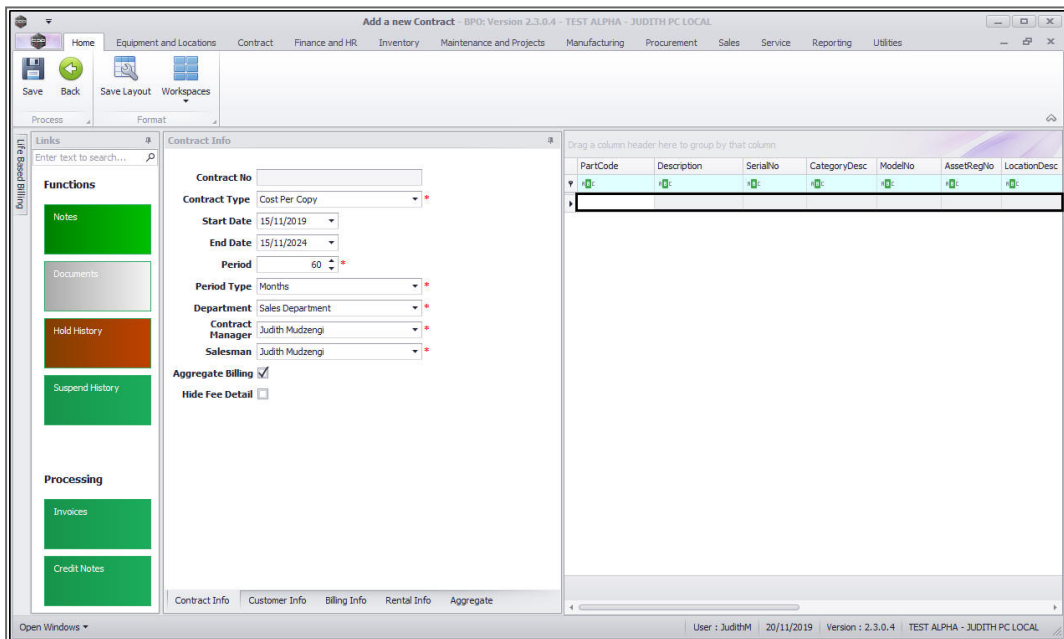 Add a new Contract - BPO: Version 2.3.0.4 - TEST ALPHA - JUDITH PC LOCAL
Home Equipment and Locations Contract Finance and HR Inventory Maintenance and Projects Manufacturing Procurement Sales Service Reporting Utilities
Save Back Save Layout Workspaces
Process Format
Life Based Billing
Links
Enter text to search...
Functions
Notes
Documents
Hold History
Suspend History
Processing
Invoices
Credit Notes
Contract Info
Contract No
Contract Type Cost Per Copy *
Start Date 15/11/2019
End Date 15/11/2024
Period 60 *
Period Type Months *
Department Sales Department *
Contract
Manager Judith Mudzengi *
Salesman Judith Mudzengi *
Aggregate Billing
Hide Fee Detail
Contract Info Customer Info Billing Info Rental Info Aggregate
Drag a column header here to group by that column
PartCode Description SerialNo CategoryDesc ModelNo AssetRegNo LocationDesc
Open Windows
User : JudithM 20/11/2019 Version : 2.3.0.4 TEST ALPHA - JUDITH PC LOCAL